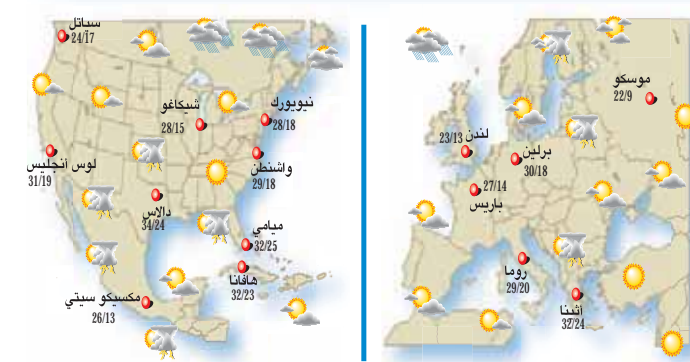 سياتل
24/17
شيكاغو
28/15
نيويورك
28/18
لوس أنجليس
31/19
واشنطن
29/18
دالاس
34/24
ميامي
32/25
هافانا
32/23
مكسيكو سيتي
26/13
موسكو
22/9
لندن
23/13
برلين
30/18
27/14
باريس
روما
29/20
أثينا
32/24